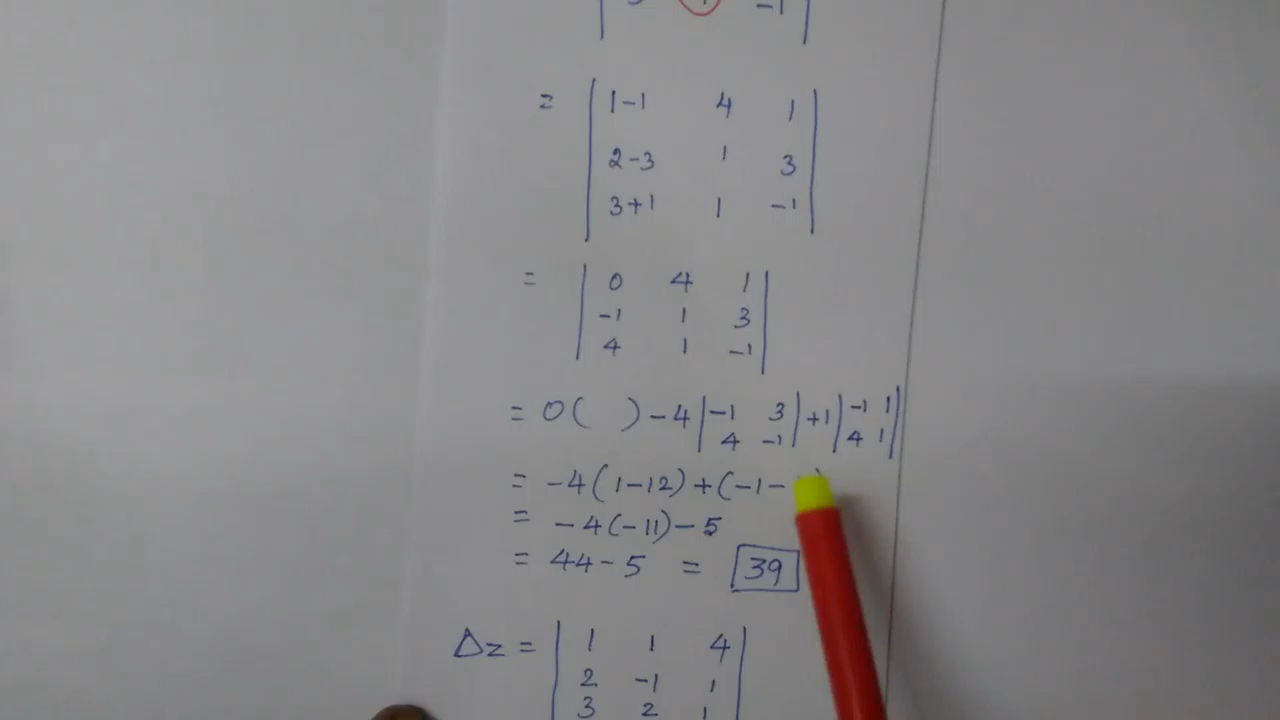 -1
= | 1-1 4 1 |
| 2-3 1 3 |
| 3+1 1 -1 |
= | 0 4 1 |
| -1 1 3 |
| 4 1 -1 |
= 0( ) -4 | -1 3 | +1 | -1 1 |
| 4 -1 | | 4 1 |
= -4(1-12)+(-1-
= -4(-11)-5
= 44-5 = 39
Δz = | 1 1 4 |
| 2 -1 1 |
| 3 2 1 |